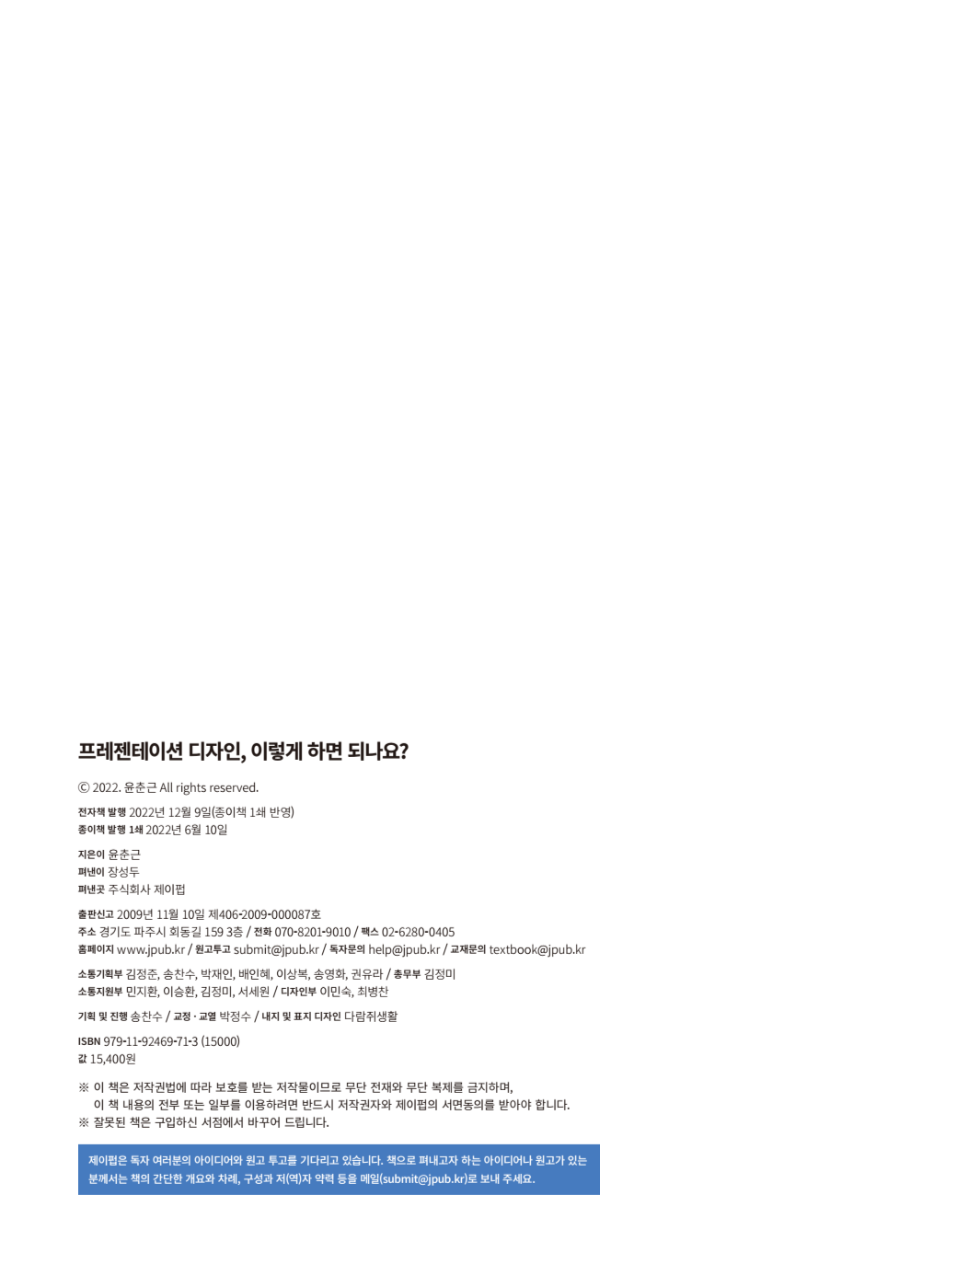 프레젠테이션 디자인, 이렇게 하면 되나요?
ⓒ 2022. 윤춘근 All rights reserved.
전자책 발행 2022년 12월 9일(종이책 1쇄 반영)
종이책 발행 1쇄 2022년 6월 10일
지은이 윤춘근
펴낸이 장성두
펴낸곳 주식회사 제이펍
출판신고 2009년 11월 10일 제406-2009-000087호
주소 경기도 파주시 회동길 159 3층 / 전화 070-8201-9010 / 팩스 02-6280-0405
홈페이지 www.jpub.kr / 원고투고 submit@jpub.kr / 독자문의 help@jpub.kr / 교재문의 textbook@jpub.kr
소통기획부 김정준, 송찬수, 박재인, 배인혜, 이상복, 송영화, 권유라 / 총무부 김정미
소통지원부 민지환, 이승환, 김정미, 서세원 / 디자인부 이민숙, 최병찬
기획 및 진행 송찬수 / 교정 · 교열 박정수 / 내지 및 표지 디자인 다람쥐생활
ISBN 979-11-92469-71-3 (15000)
값 15,400원
※ 이 책은 저작권법에 따라 보호를 받는 저작물이므로 무단 전재와 무단 복제를 금지하며,
이 책 내용의 전부 또는 일부를 이용하려면 반드시 저작권자와 제이펍의 서면동의를 받아야 합니다.
※ 잘못된 책은 구입하신 서점에서 바꾸어 드립니다.
제이펍은 독자 여러분의 아이디어와 원고 투고를 기다리고 있습니다. 책으로 펴내고자 하는 아이디어나 원고가 있는
분께서는 책의 간단한 개요와 차례, 구성과 저(역)자 약력 등을 메일(submit@jpub.kr)로 보내 주세요.